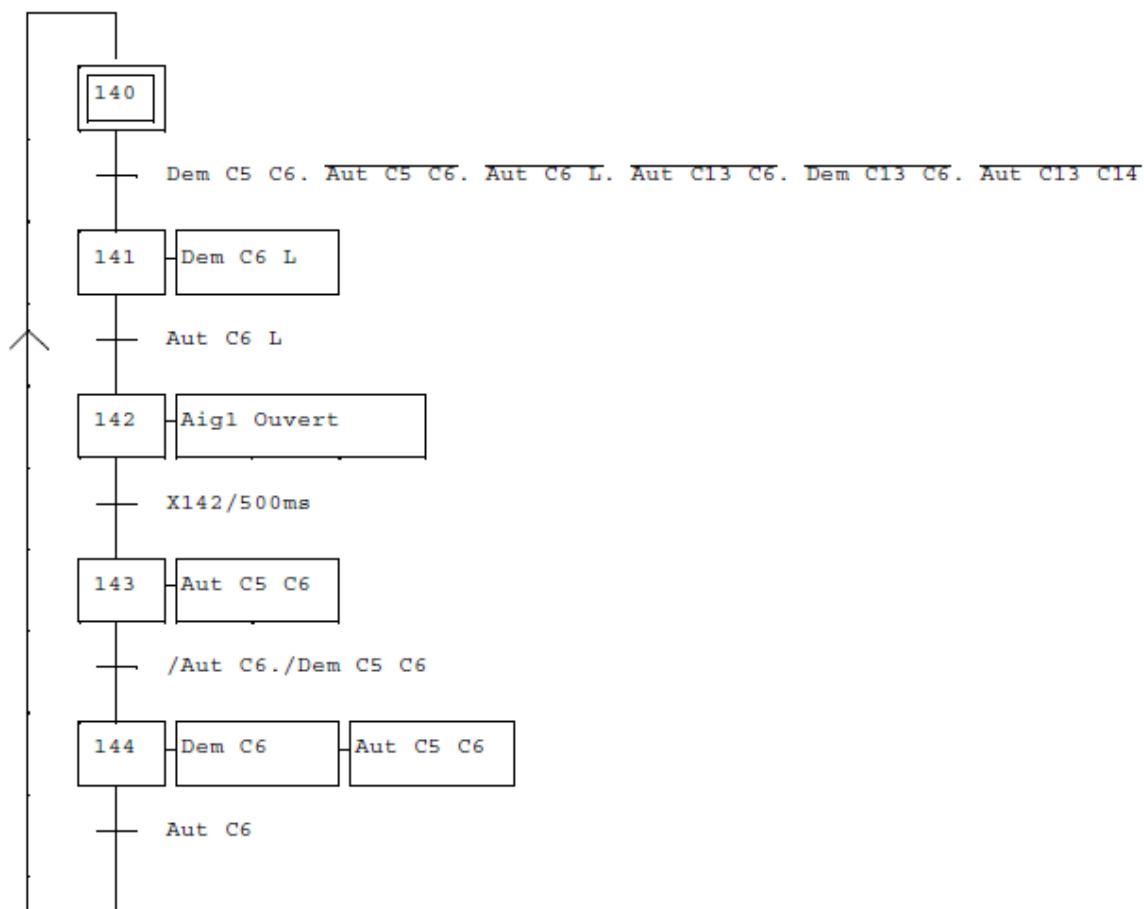 140
Dem C5 C6. Aut C5 C6. Aut C6 L. Aut C13 C6. Dem C13 C6. Aut C13 C14
141 Dem C6 L
Aut C6 L
142 Aig1 Ouvert
X142/500ms
143 Aut C5 C6
/Aut C6./Dem C5 C6
144 Dem C6 Aut C5 C6
Aut C6